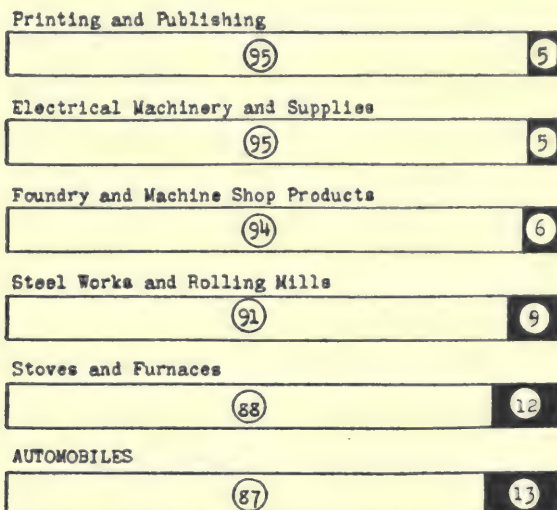 Printing and Publishing
95 5
Electrical Machinery and Supplies
95 5
Foundry and Machine Shop Products
94 6
Steel Works and Rolling Mills
91 9
Stoves and Furnaces
88 12
AUTOMOBILES
87 13